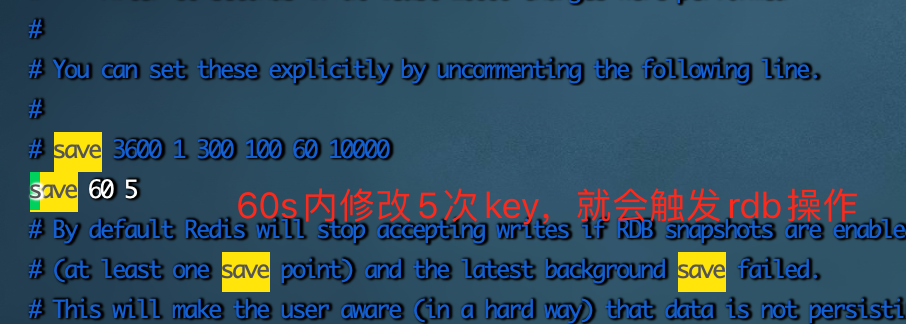 #
# You can set these explicitly by uncommenting the following line.
#
# save 3600 1 300 100 60 10000
save 60 5
60s内修改5次key，就会触发rdb操作
# By default Redis will stop accepting writes if RDB snapshots are enable
# (at least one save point) and the latest background save failed.
# This will make the user aware (in a hard way) that data is not persisti